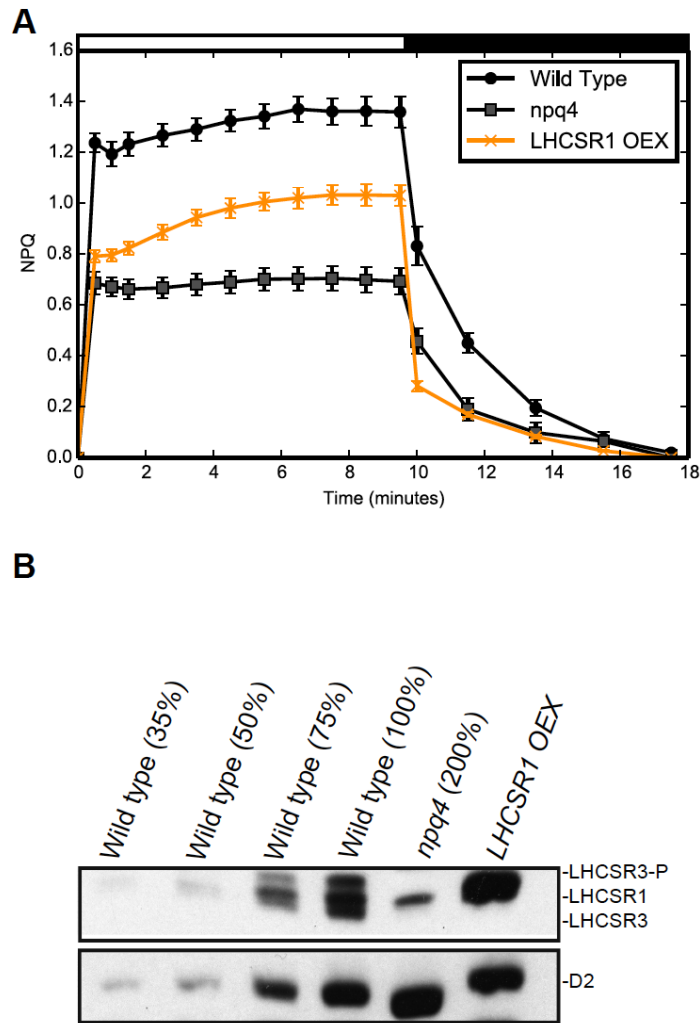 A
1.6
1.4
1.2
1.0
0.8
0.6
0.4
0.2
0.0
NPQ
Wild Type
npq4
LHCSR1 OEX
0 2 4 6 8 10 12 14 16 18
Time (minutes)
B
Wild type (35%)
Wild type (50%)
Wild type (75%)
Wild type (100%)
npq4 (200%)
LHCSR1 OEX
-LHCSR3-P
-LHCSR1
-LHCSR3
-D2